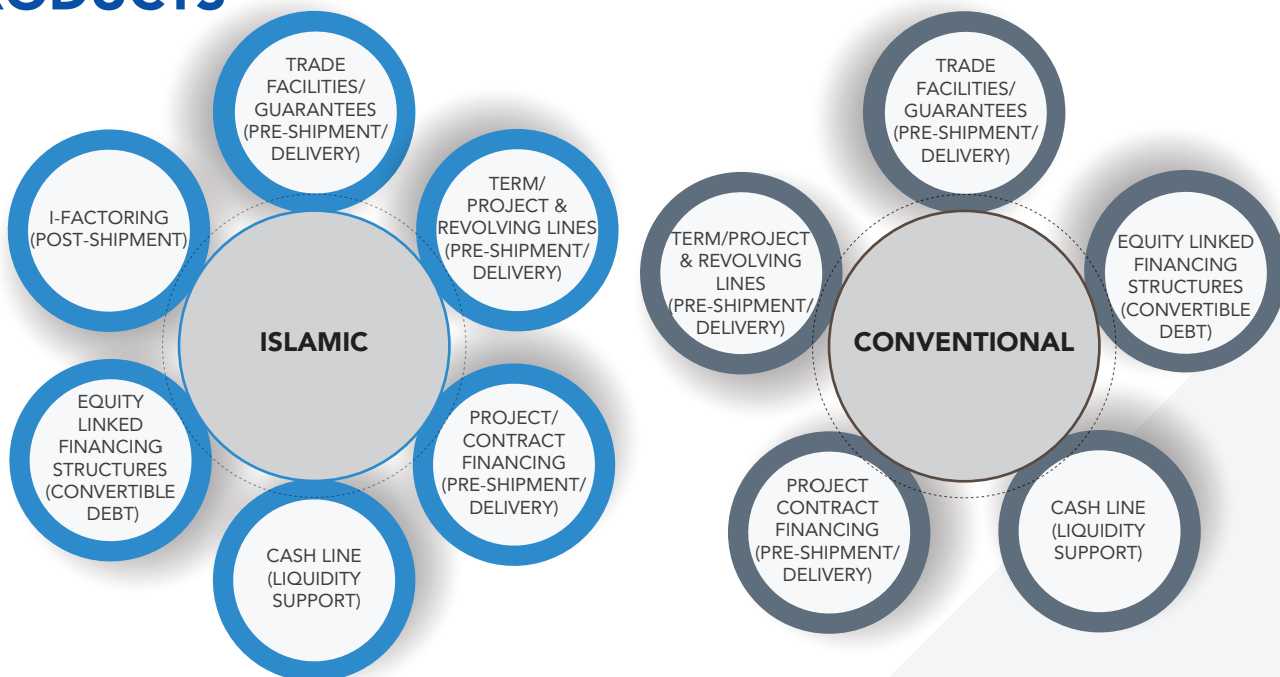 TRADE
FACILITIES/
GUARANTEES
(PRE-SHIPMENT/
DELIVERY)
I-FACTORING
(POST-SHIPMENT)
TERM/
PROJECT &
REVOLVING LINES
(PRE-SHIPMENT/
DELIVERY)
ISLAMIC
EQUITY
LINKED
FINANCING
STRUCTURES
(CONVERTIBLE
DEBT)
PROJECT/
CONTRACT
FINANCING
(PRE-SHIPMENT/
DELIVERY)
CASH LINE
(LIQUIDITY
SUPPORT)
TRADE
FACILITIES/
GUARANTEES
(PRE-SHIPMENT/
DELIVERY)
TERM/PROJECT
& REVOLVING
LINES
(PRE-SHIPMENT/
DELIVERY)
EQUITY LINKED
FINANCING
STRUCTURES
(CONVERTIBLE
DEBT)
CONVENTIONAL
PROJECT
CONTRACT
FINANCING
(PRE-SHIPMENT/
DELIVERY)
CASH LINE
(LIQUIDITY
SUPPORT)